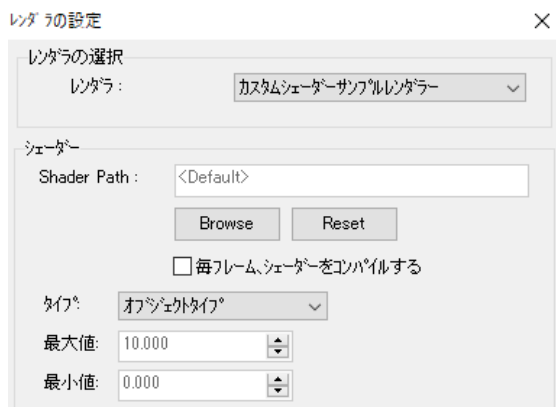 レンダラの設定
レンダラの選択
レンダラ : カスタムシェーダーサンプルレンダラー
シェーダー
Shader Path : <Default>
Browse Reset
毎フレーム、シェーダーをコンパイルする
タイプ: オブジェクトタイプ
最大値: 10.000
最小値: 0.000